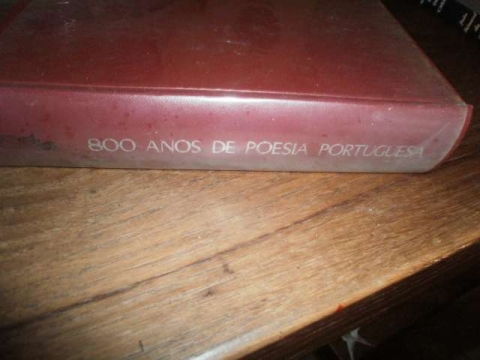 800 ANOS DE POESIA PORTUGUESA